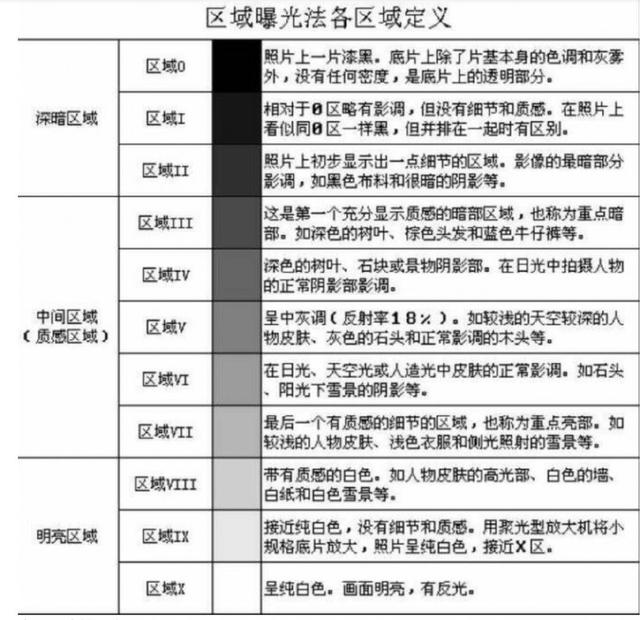 区域曝光法各区域定义
深暗区域
区域0
照片上一片漆黑。底片上除了片基本身的色调和灰雾
外，没有任何密度，是底片上的透明部分。
区域I
相对于0区略有影调，但没有细节和质感。在照片上
看似同0区一样黑，但并排在一起时有区别。
区域II
照片上初步显示出一点细节的区域。影像的最暗部分
影调，如黑色布料和很暗的阴影等。
中间区域
（质感区域）
区域III
这是第一个充分显示质感的暗部区域，也称为重点暗
部。如深色的树叶、棕色头发和蓝色牛仔裤等。
区域IV
深色的树叶、石块或景物阴影部。在日光中拍摄人物
的正常阴影部影调。
区域V
呈中灰调（反射率18％）。如较浅的天空较深的人
物皮肤、灰色的石头和正常影调的木头等。
区域VI
在日光、天空光或人造光中皮肤的正常影调。如石头
、阳光下雪景的阴影等。
区域VII
最后一个有质感的细节的区域，也称为重点亮部。如
较浅的人物皮肤、浅色衣服和侧光照射的雪景等。
明亮区域
区域VIII
带有质感的白色。如人物皮肤的高光部、白色的墙、
白纸和白色雪景等。
区域IX
接近纯白色，没有细节和质感。用聚光型放大机将小
规格底片放大，照片呈纯白色，接近X区。
区域X
呈纯白色。画面明亮，有反光。